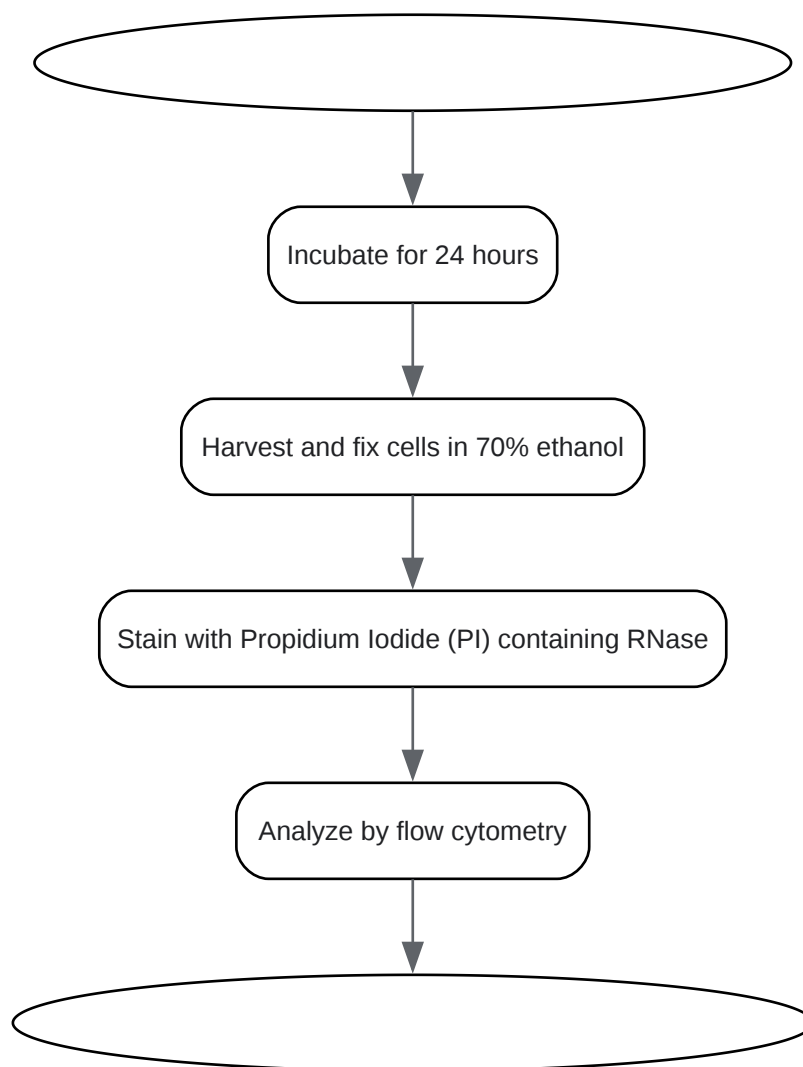 Incubate for 24 hours
Harvest and fix cells in 70% ethanol
Stain with Propidium Iodide (PI) containing RNase
Analyze by flow cytometry